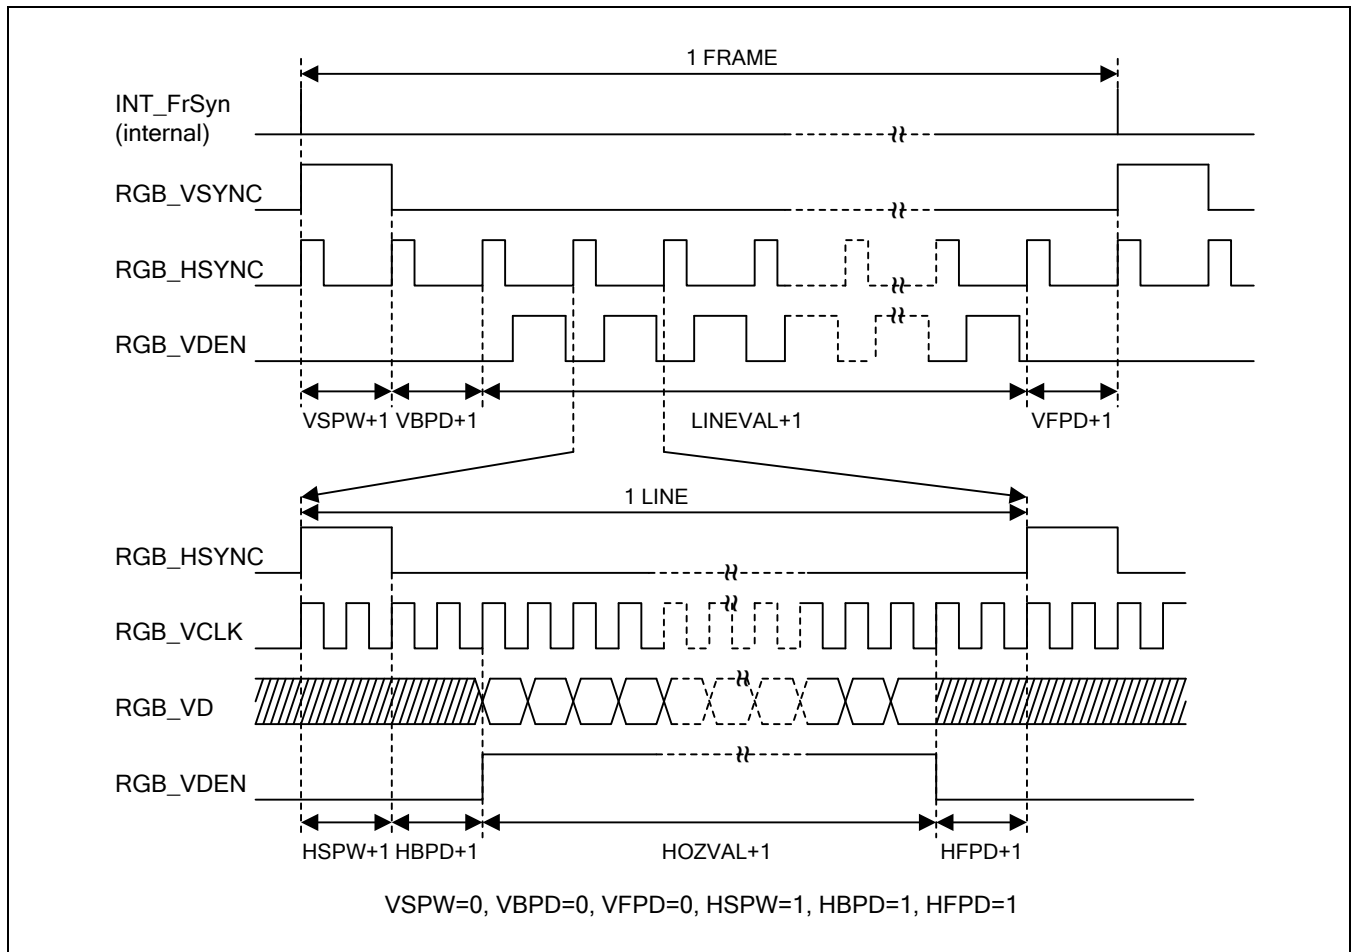 1 FRAME
INT_FrSyn
(internal)
RGB_VSYNC
RGB_HSYNC
RGB_VDEN
VSPW+1 VBPD+1 LINEVAL+1 VFPD+1
1 LINE
RGB_HSYNC
RGB_VCLK
RGB_VD
RGB_VDEN
HSPW+1 HBPD+1 HOZVAL+1 HFPD+1
VSPW=0, VBPD=0, VFPD=0, HSPW=1, HBPD=1, HFPD=1